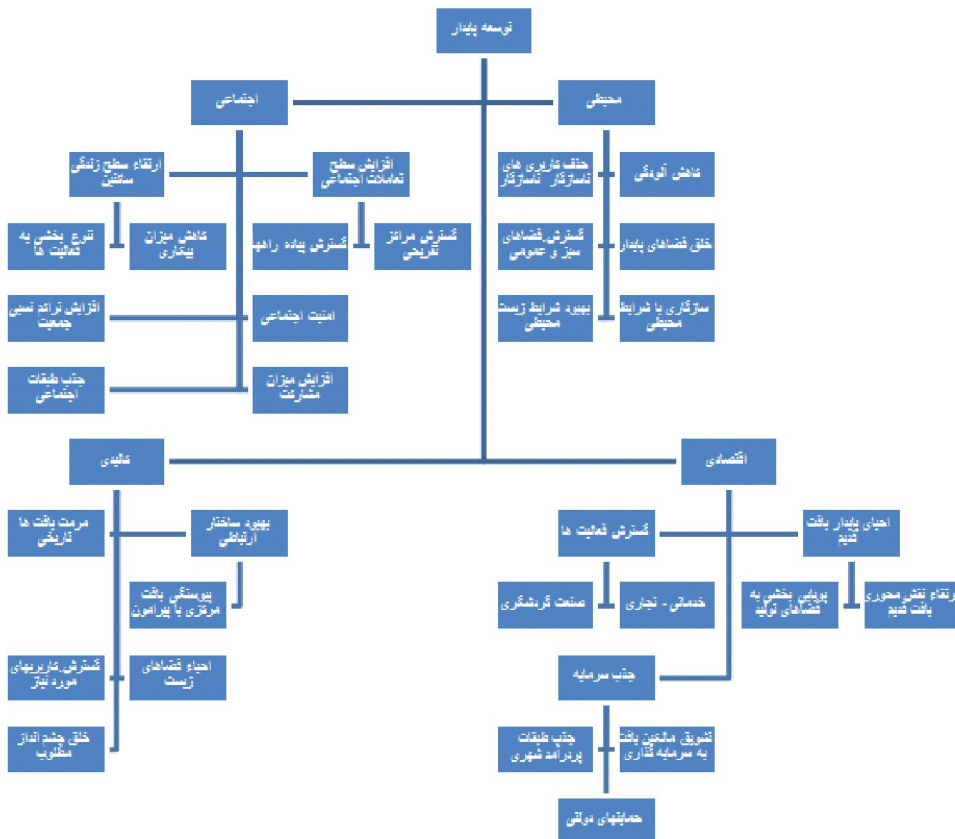 توسعه پایدار
محیطی
اجتماعی
کاهش آلودگی
حذف کاربری های
ناسازگار ناسازگار
خلق فضاهای پایدار
گسترش فضاهای
سبز و عمومی
سازگاری با شرایط
محیطی
بهبود شرایط زیست
محیطی
افزایش سطح
تعاملات اجتماعی
ارتقاء سطح زندگی
ساکنین
گسترش مراکز
تفریحی
گسترش پیاده راهها
کاهش میزان
بیکاری
تنوع بخشی به
فعالیت ها
امنیت اجتماعی
افزایش تراکم نسبی
جمعیت
افزایش میزان
مشارکت
جذب طبقات
اجتماعی
اقتصادی
کالبدی
احیای پایدار بافت
قدیم
گسترش فعالیت ها
رتقاء نقش محوری
بافت قدیم
پویایی بخشی به
فضاهای تولید
خدماتی - تجاری
صنعت گردشگری
جذب سرمایه
تشویق مالکین بافت
به سرمایه گذاری
جذب طبقات
پردرآمد شهری
حمایتهای دولتی
بهبود ساختار
ارتباطی
مرمت بافت ها
تاریخی
پیوستگی بافت
مرکزی با پیرامون
احیاء فضاهای
زیست
گسترش کاربریهای
مورد نیاز
خلق چشم انداز
مطلوب